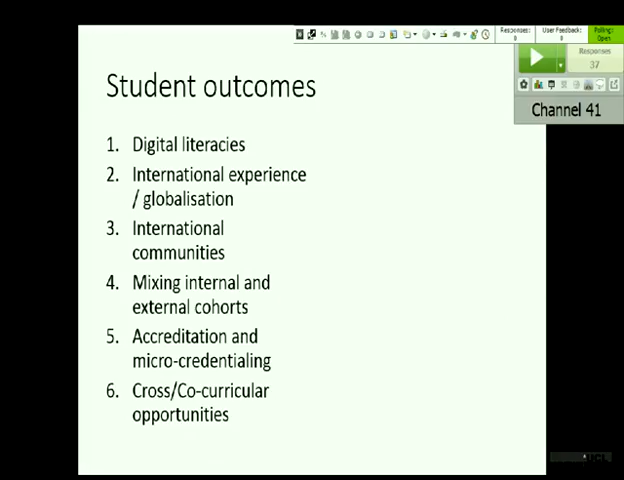 Responses:
0
User Feedback:
0
Polling:
Open
Responses
37
Channel 41
Student outcomes
1. Digital literacies
2. International experience
/ globalisation
3. International
communities
4. Mixing internal and
external cohorts
5. Accreditation and
micro-credentialing
6. Cross/Co-curricular
opportunities